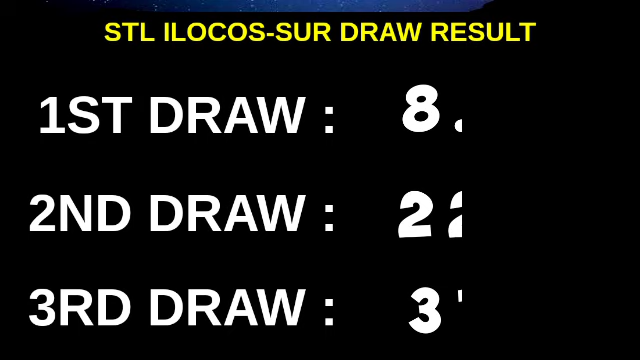 STL ILOCOS-SUR DRAW RESULT
1ST DRAW : 8
2ND DRAW : 2
3RD DRAW : 3